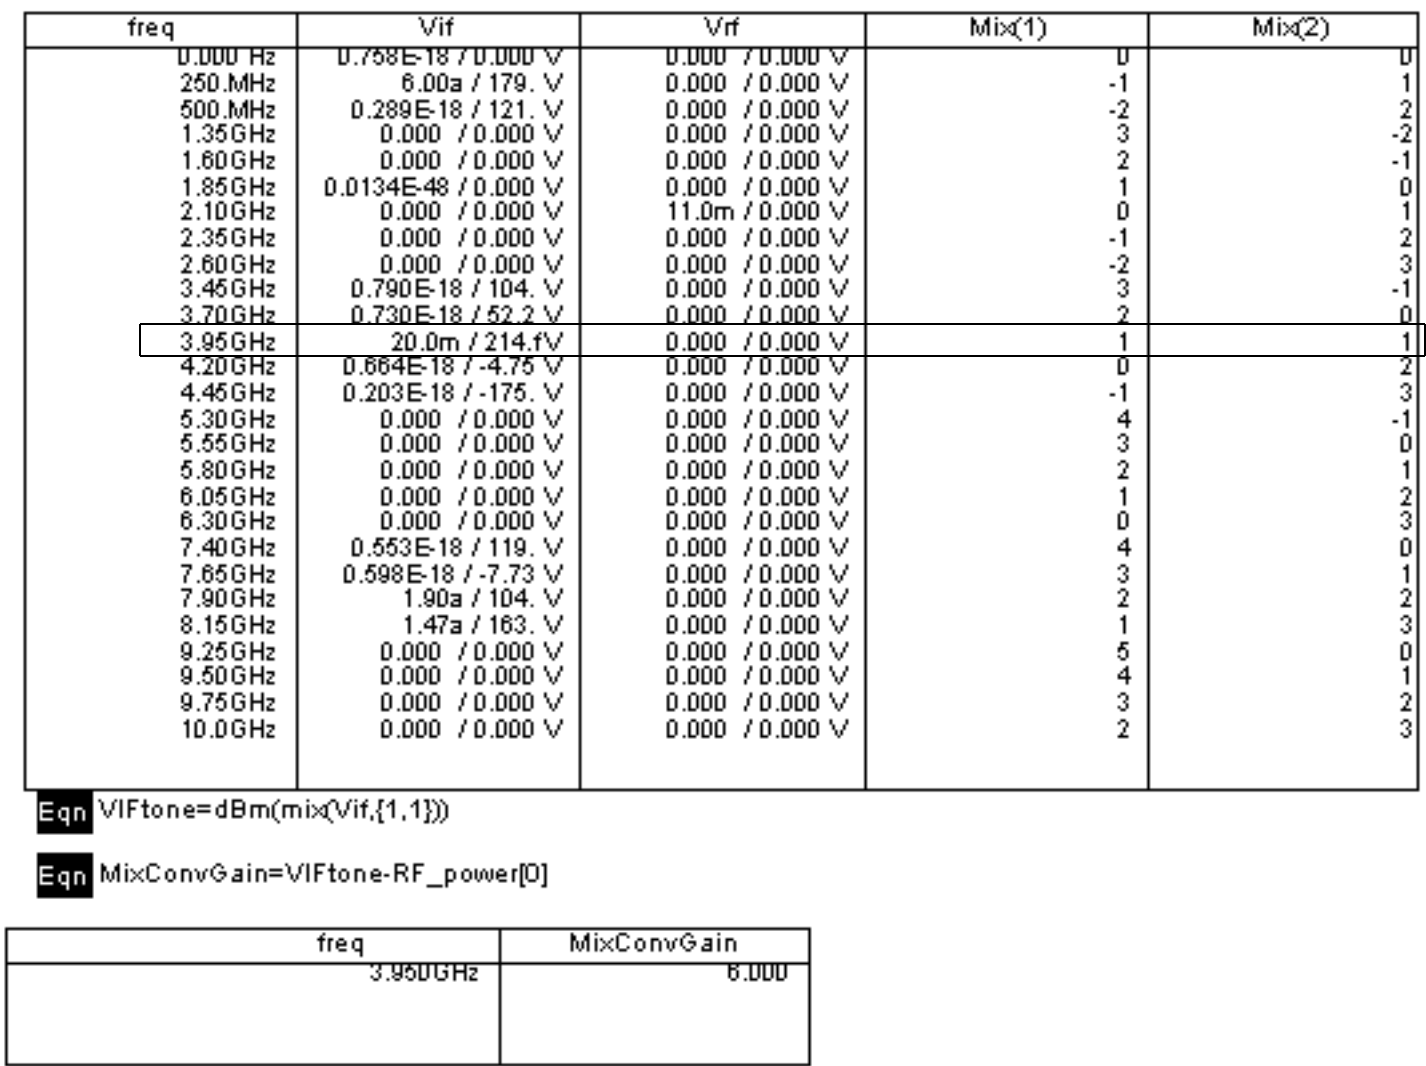 freq Vif Vrf Mix(1) Mix(2)
0.000 Hz 0.758E-18 / 0.000 V 0.000 / 0.000 V 0 0
250.MHz 6.00a / 179. V 0.000 / 0.000 V -1 1
500.MHz 0.289E-18 / 121. V 0.000 / 0.000 V -2 2
1.35GHz 0.000 / 0.000 V 0.000 / 0.000 V 3 -2
1.60GHz 0.000 / 0.000 V 0.000 / 0.000 V 2 -1
1.85GHz 0.0134E-48 / 0.000 V 0.000 / 0.000 V 1 0
2.10GHz 0.000 / 0.000 V 11.0m / 0.000 V 0 1
2.35GHz 0.000 / 0.000 V 0.000 / 0.000 V -1 2
2.60GHz 0.000 / 0.000 V 0.000 / 0.000 V -2 3
3.45GHz 0.790E-18 / 104. V 0.000 / 0.000 V 3 -1
3.70GHz 0.730E-18 / 52.2 V 0.000 / 0.000 V 2 0
3.95GHz 20.0m / 214.fV 0.000 / 0.000 V 1 1
4.20GHz 0.664E-18 / -4.75 V 0.000 / 0.000 V 0 2
4.45GHz 0.203E-18 / -175. V 0.000 / 0.000 V -1 3
5.30GHz 0.000 / 0.000 V 0.000 / 0.000 V 4 -1
5.55GHz 0.000 / 0.000 V 0.000 / 0.000 V 3 0
5.80GHz 0.000 / 0.000 V 0.000 / 0.000 V 2 1
6.05GHz 0.000 / 0.000 V 0.000 / 0.000 V 1 2
6.30GHz 0.000 / 0.000 V 0.000 / 0.000 V 0 3
7.40GHz 0.553E-18 / 119. V 0.000 / 0.000 V 4 0
7.65GHz 0.598E-18 / -7.73 V 0.000 / 0.000 V 3 1
7.90GHz 1.90a / 104. V 0.000 / 0.000 V 2 2
8.15GHz 1.47a / 163. V 0.000 / 0.000 V 1 3
9.25GHz 0.000 / 0.000 V 0.000 / 0.000 V 5 0
9.50GHz 0.000 / 0.000 V 0.000 / 0.000 V 4 1
9.75GHz 0.000 / 0.000 V 0.000 / 0.000 V 3 2
10.0GHz 0.000 / 0.000 V 0.000 / 0.000 V 2 3
Eqn VIFtone=dBm(mix(Vif,{1,1}))
Eqn MixConvGain=VIFtone-RF_power[0]
freq MixConvGain
3.950GHz 6.000